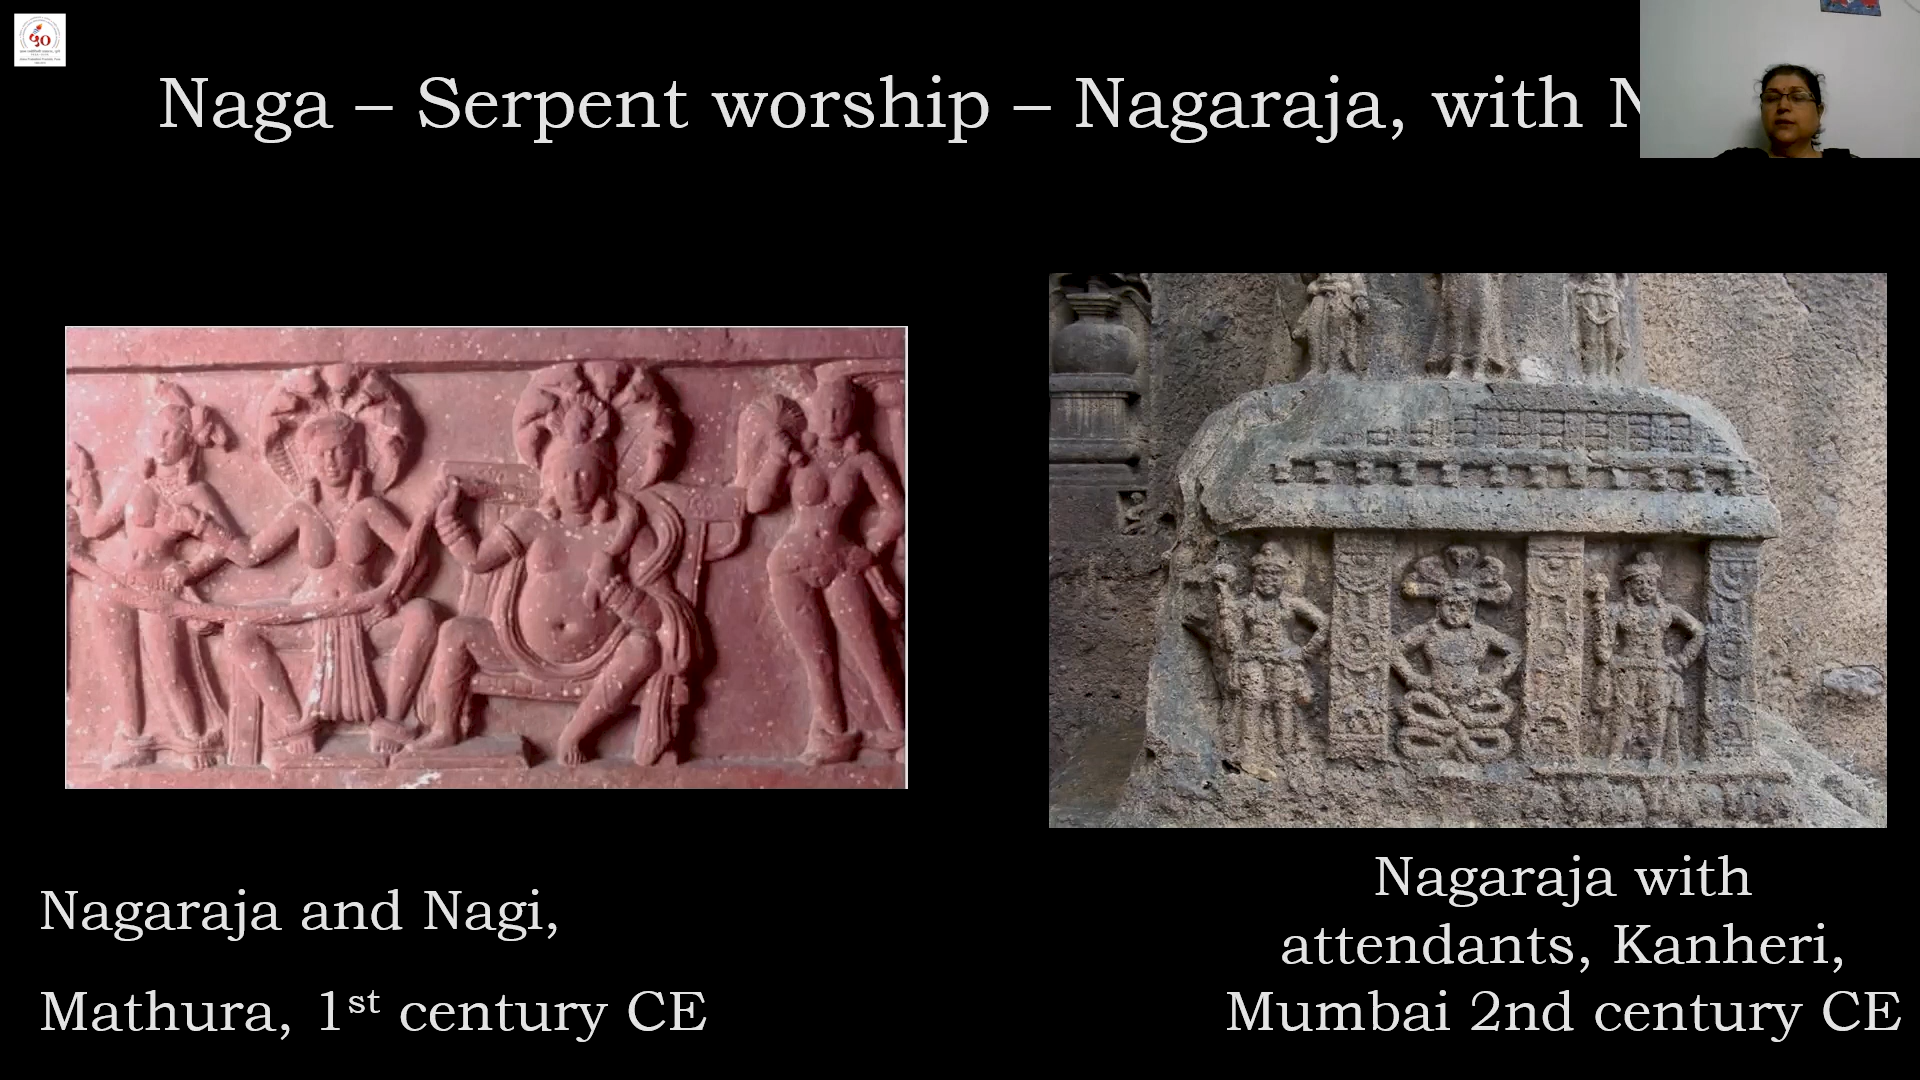 Naga – Serpent worship – Nagaraja, with
Nagaraja and Nagi,
Mathura, 1st century CE
Nagaraja with
attendants, Kanheri,
Mumbai 2nd century CE
५०